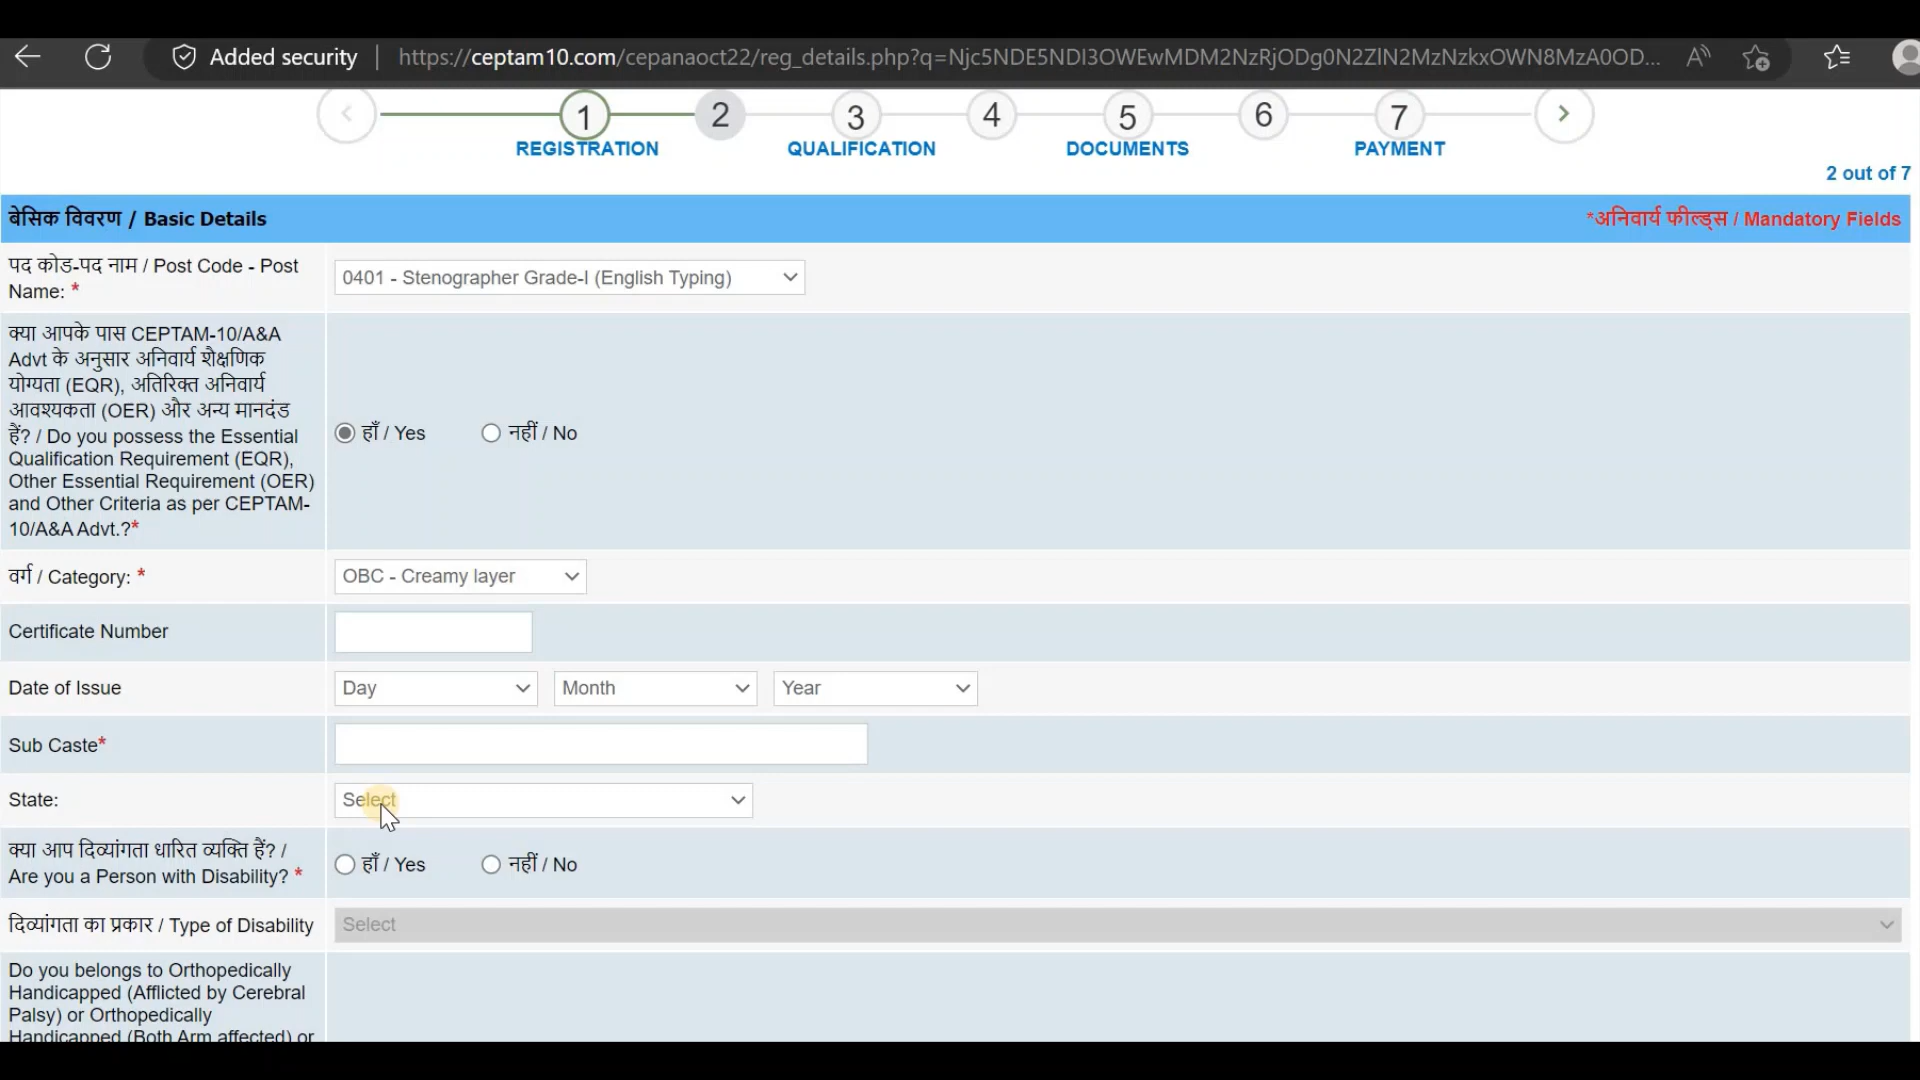 Added security | https://ceptam10.com/cepanaoct22/reg_details.php?q=Njc5NDE5NDI3OWEwMDM2NzRjODg0N2ZlN2MzNzkxOWN8MzA0OD...
1 2 3 4 5 6 7
REGISTRATION QUALIFICATION DOCUMENTS PAYMENT
2 out of 7
बेसिक विवरण / Basic Details *अनिवार्य फील्ड्स / Mandatory Fields
पद कोड-पद नाम / Post Code - Post
Name: *
0401 - Stenographer Grade-I (English Typing)
क्या आपके पास CEPTAM-10/A&A
Advt के अनुसार अनिवार्य शैक्षणिक
योग्यता (EQR), अतिरिक्त अनिवार्य
आवश्यकता (OER) और अन्य मानदंड
हैं? / Do you possess the Essential
Qualification Requirement (EQR),
Other Essential Requirement (OER)
and Other Criteria as per CEPTAM-
10/A&A Advt.?*
हाँ / Yes नहीं / No
वर्ग / Category: * OBC - Creamy layer
Certificate Number
Date of Issue Day Month Year
Sub Caste*
State: Select
क्या आप दिव्यांगता धारित व्यक्ति हैं? /
Are you a Person with Disability? *
हाँ / Yes नहीं / No
दिव्यांगता का प्रकार / Type of Disability Select
Do you belongs to Orthopedically
Handicapped (Afflicted by Cerebral
Palsy) or Orthopedically
Handicapped (Both Arm affected) or